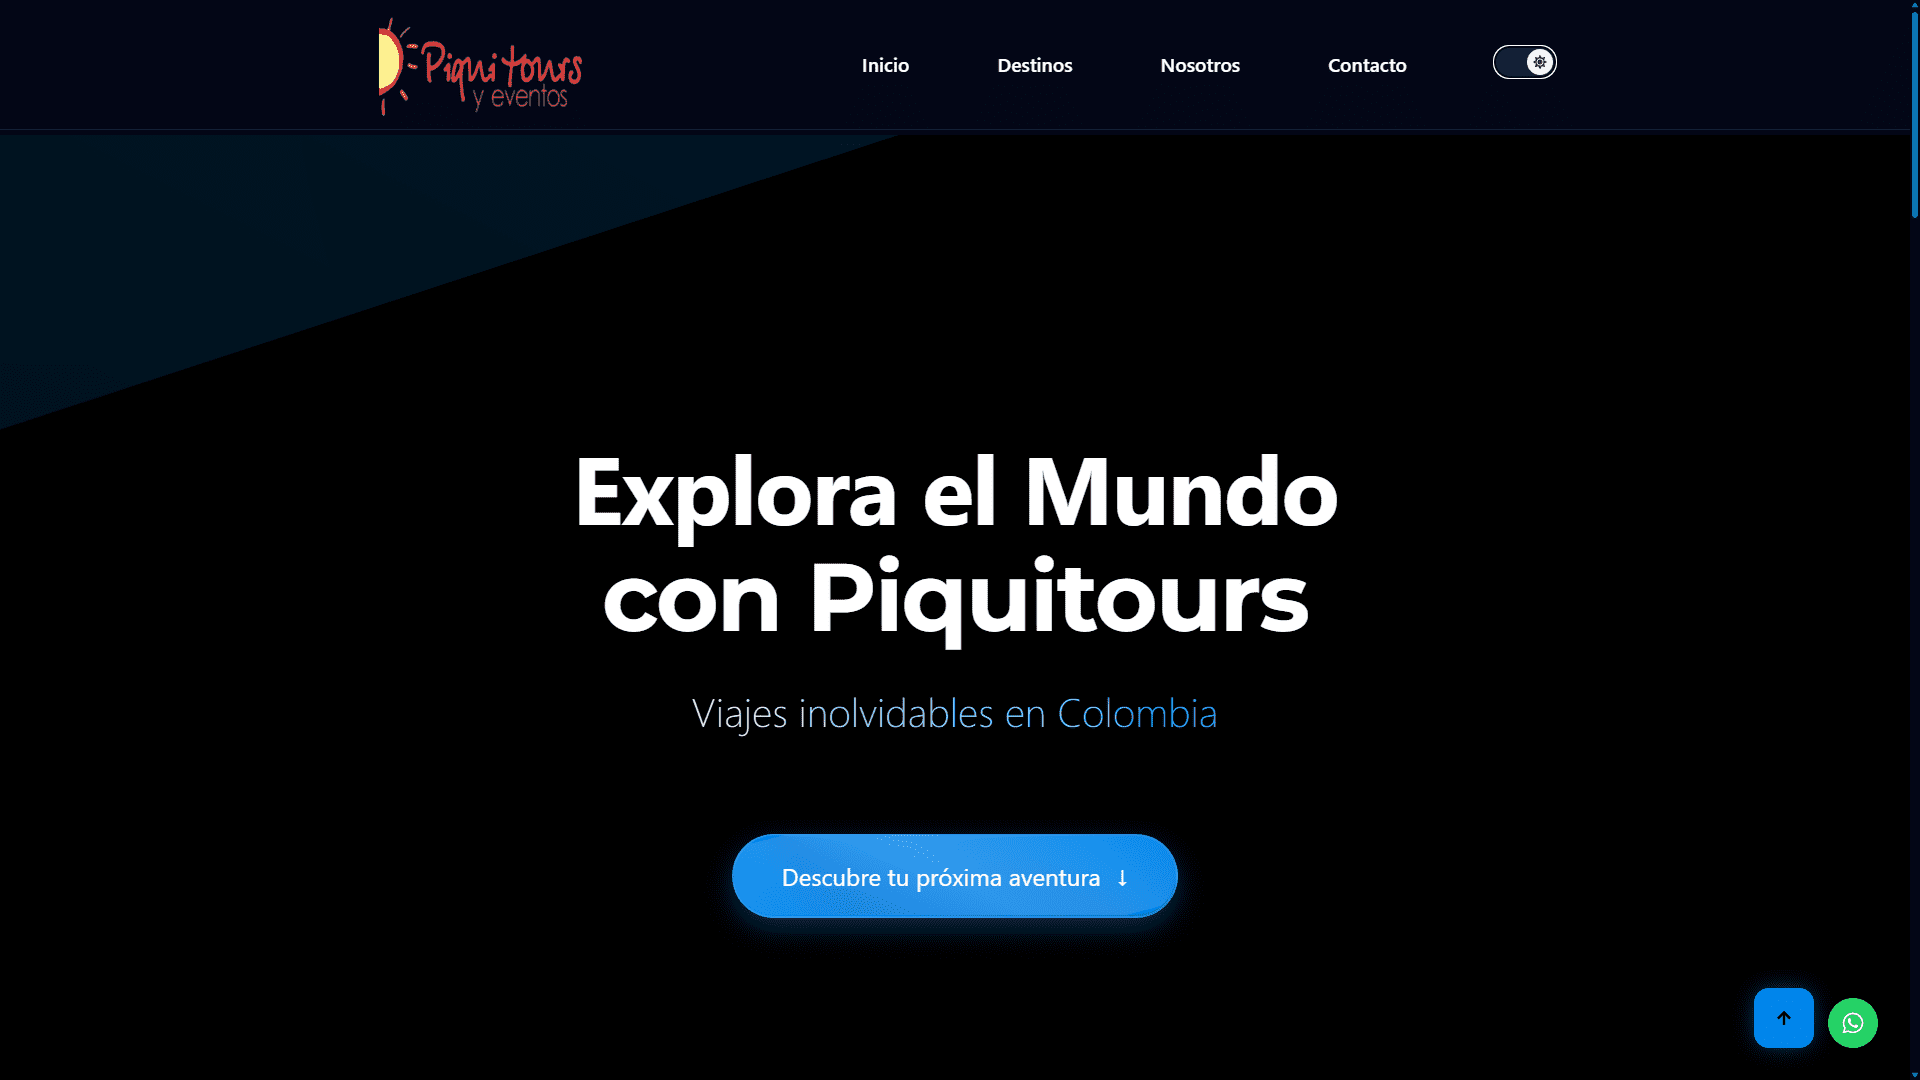 Piquitours
y eventos
Inicio
Destinos
Nosotros
Contacto
Explora el Mundo
con Piquitours
Viajes inolvidables en Colombia
Descubre tu próxima aventura ↓